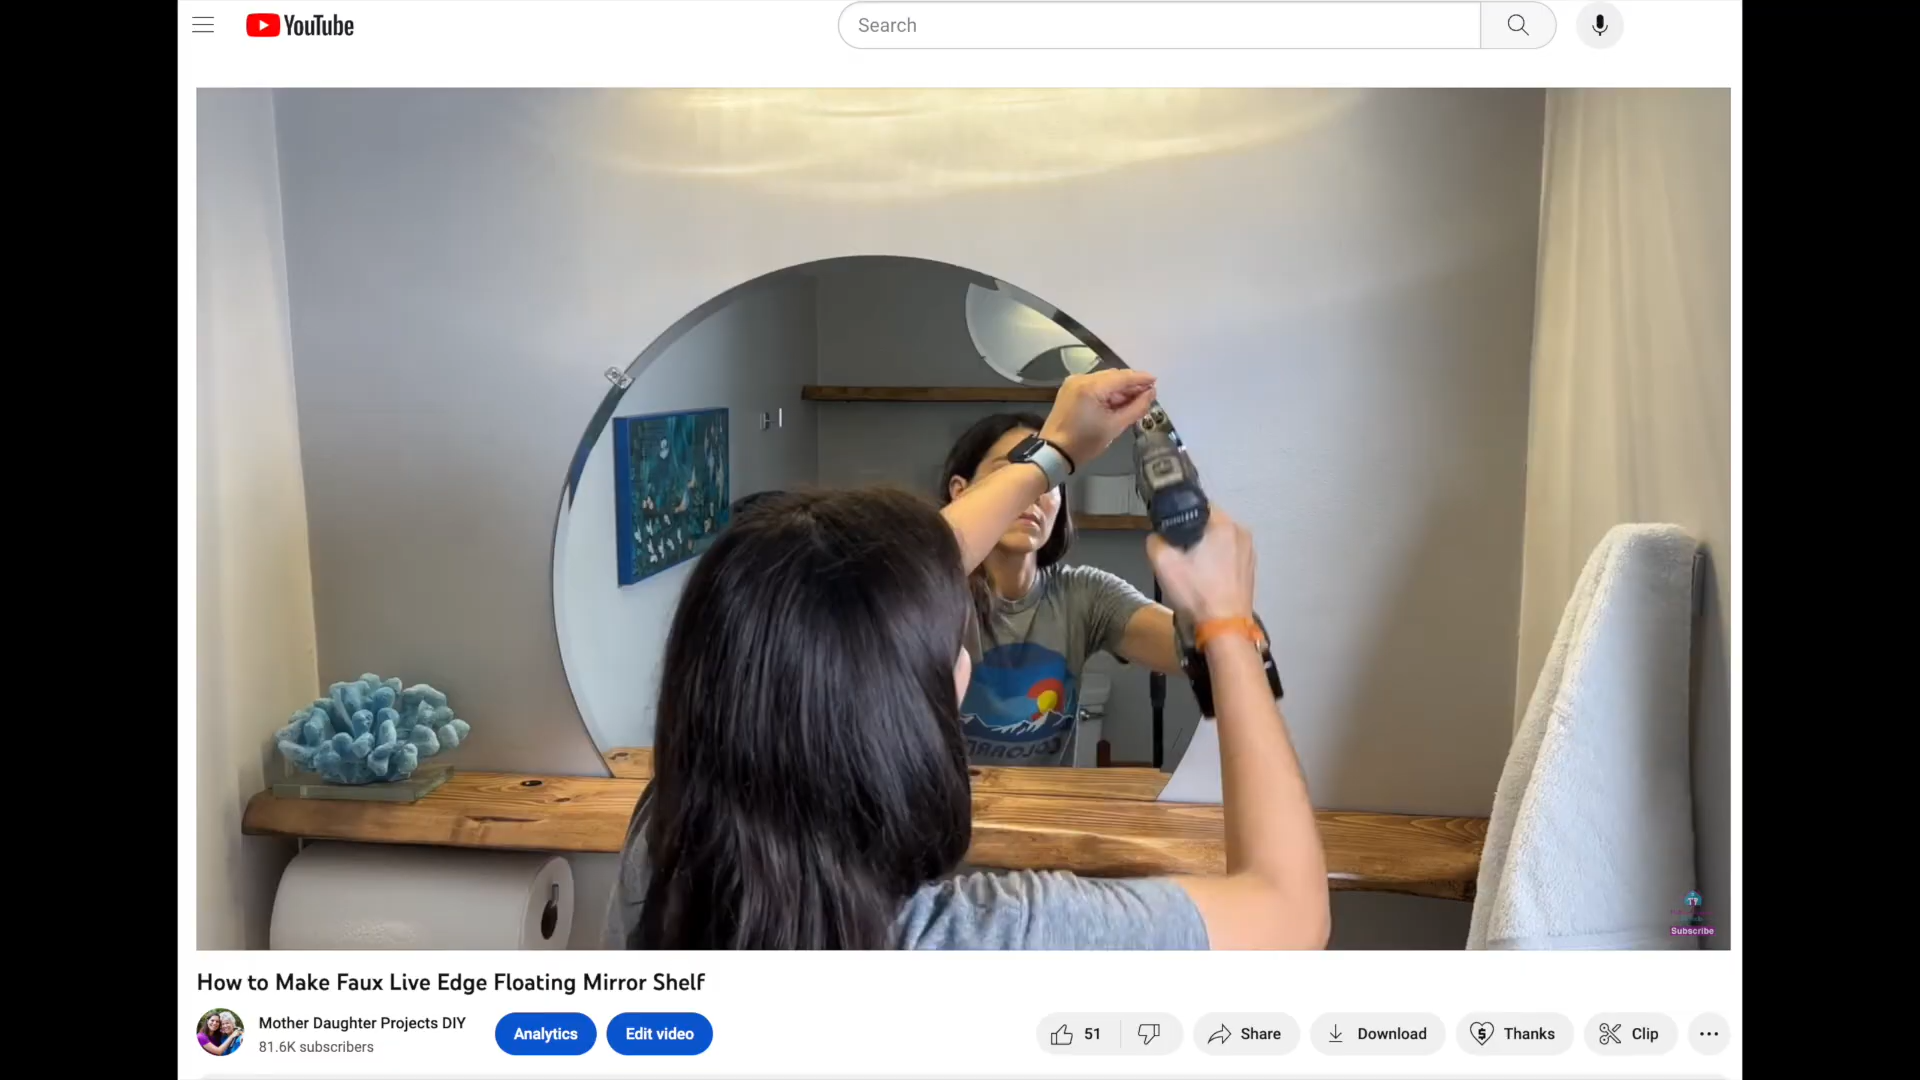 YouTube
Search
Subscribe
How to Make Faux Live Edge Floating Mirror Shelf
Mother Daughter Projects DIY
81.6K subscribers
Analytics
Edit video
51
Share
Download
Thanks
Clip